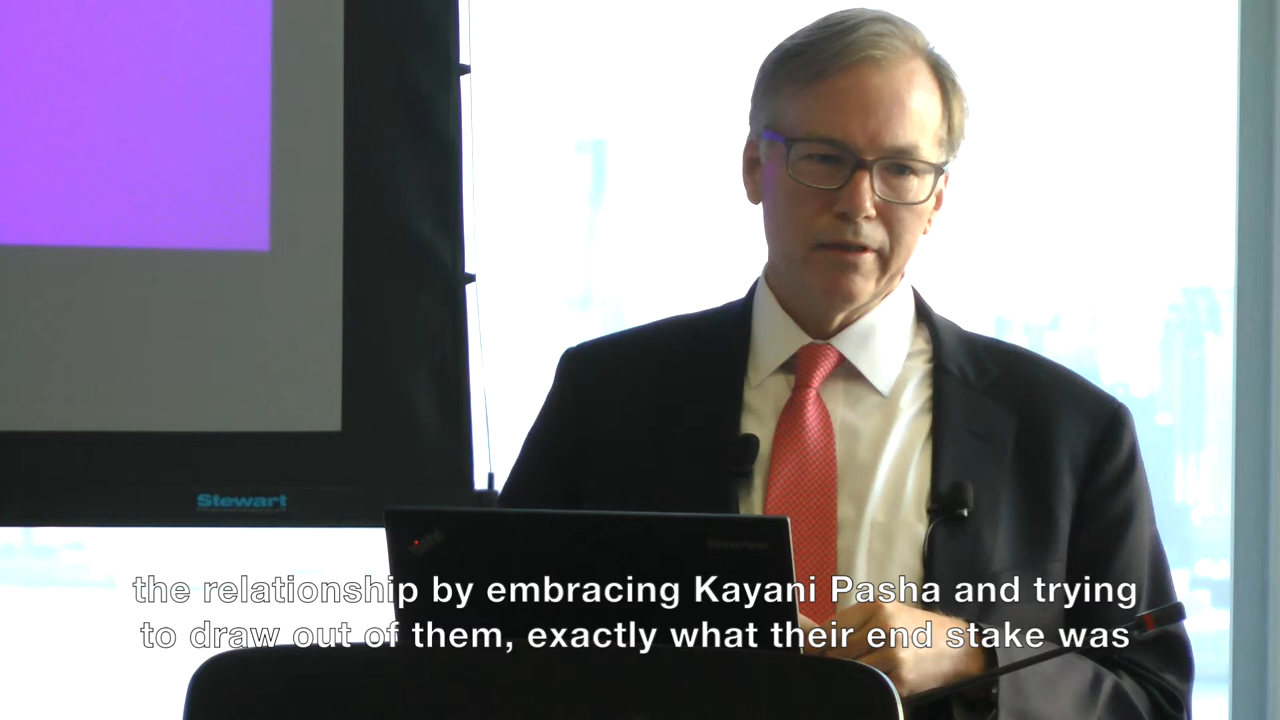 Stewart
the relationship by embracing Kayani Pasha and trying
to draw out of them, exactly what their end stake was